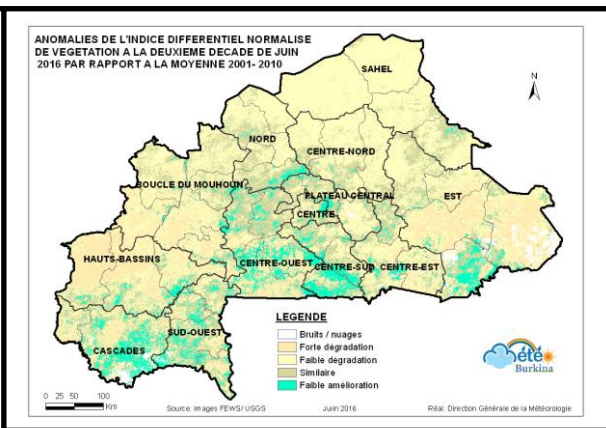 ANOMALIES DE L'INDICE DIFFERENTIEL NORMALISE
DE VEGETATION A LA DEUXIEME DECADE DE JUIN
2016 PAR RAPPORT A LA MOYENNE 2001- 2010
SAHEL
N
NORD
CENTRE-NORD
BOUCLE DU MOUHOUN
PLATEAU CENTRAL
EST
CENTRE
HAUTS-BASSINS
CENTRE-OUEST
CENTRE-SUD
CENTRE-EST
SUD-OUEST
CASCADES
LEGENDE
Bruits / nuages
Forte dégradation
Faible dégradation
Similaire
Faible amélioration
météo
Burkina
0 25 50 100
Km
Source: images FEWS/ USGS
Juin 2016
Réal: Direction Générale de la Météorologie